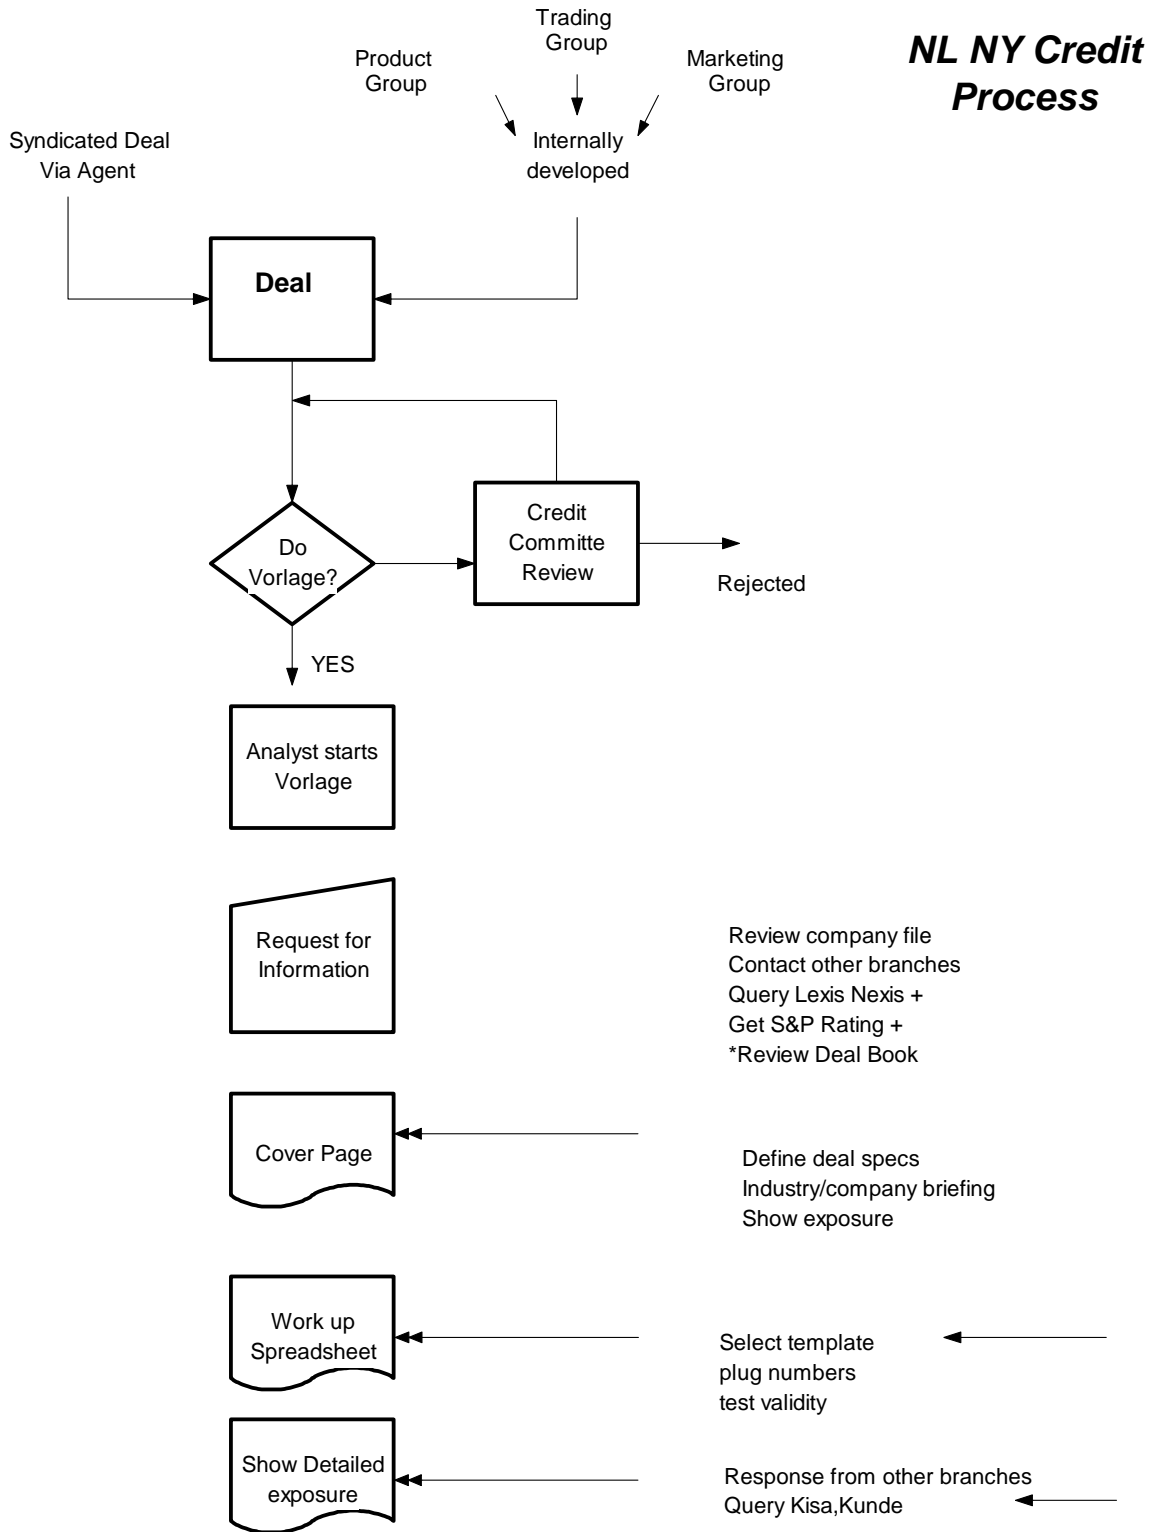 NL NY Credit
Process
Trading
Group
Product
Group
Marketing
Group
Syndicated Deal
Via Agent
Internally
developed
Deal
Do
Vorlage?
Credit
Committe
Review
Rejected
YES
Analyst starts
Vorlage
Request for
Information
Review company file
Contact other branches
Query Lexis Nexis +
Get S&P Rating +
*Review Deal Book
Cover Page
Define deal specs
Industry/company briefing
Show exposure
Work up
Spreadsheet
Select template
plug numbers
test validity
Show Detailed
exposure
Response from other branches
Query Kisa,Kunde